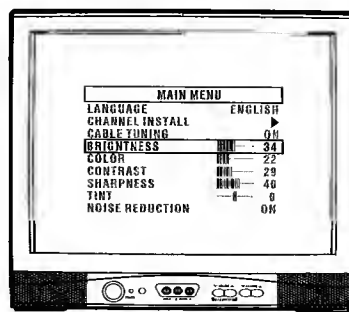 MAIN MENU
LANGUAGE ENGLISH
CHANNEL INSTALL ▶
CABLE TUNING ON
BRIGHTNESS 34
COLOR 22
CONTRAST 29
SHARPNESS 40
TINT 0
NOISE REDUCTION ON